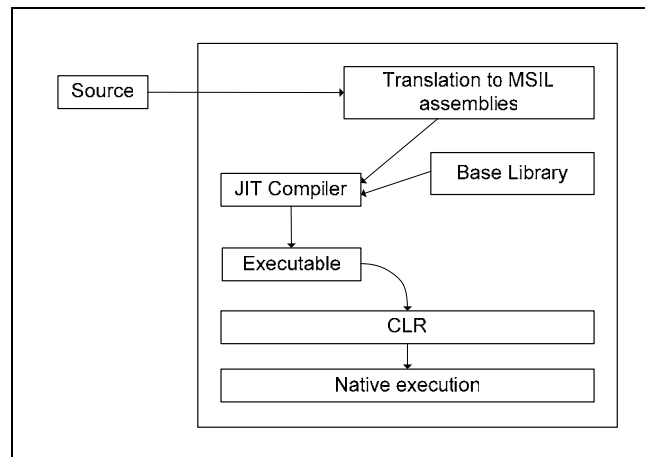 Source
Translation to MSIL
assemblies
JIT Compiler
Base Library
Executable
CLR
Native execution